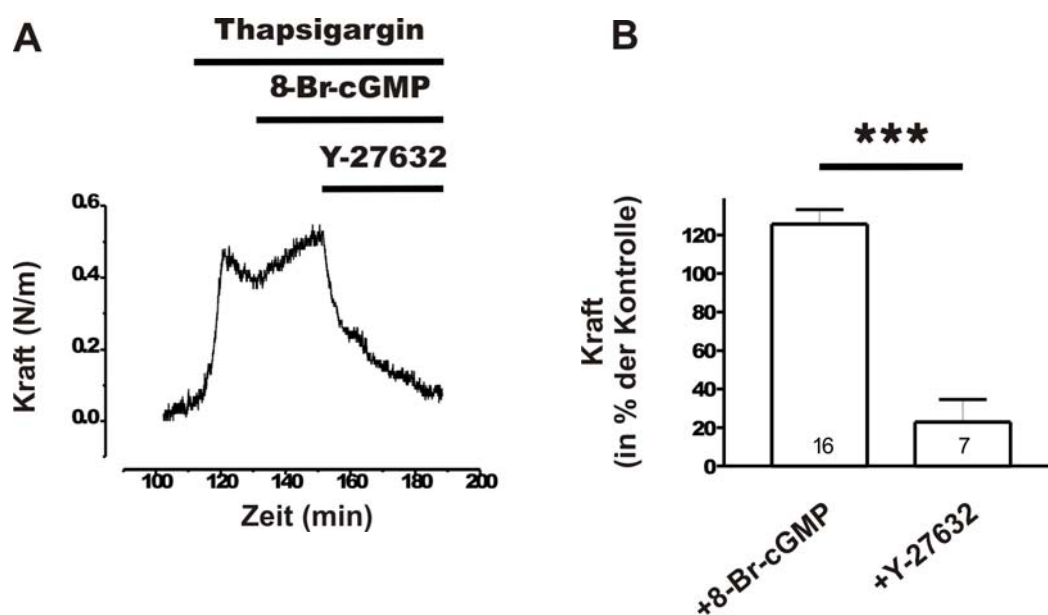 A
Thapsigargin
8-Br-cGMP
Y-27632
Kraft (N/m)
0.6
0.4
0.2
0.0
100 120 140 160 180 200
Zeit (min)
B
***
Kraft
(in % der Kontrolle)
120
100
80
60
40
20
0
16 7
+8-Br-cGMP
+Y-27632